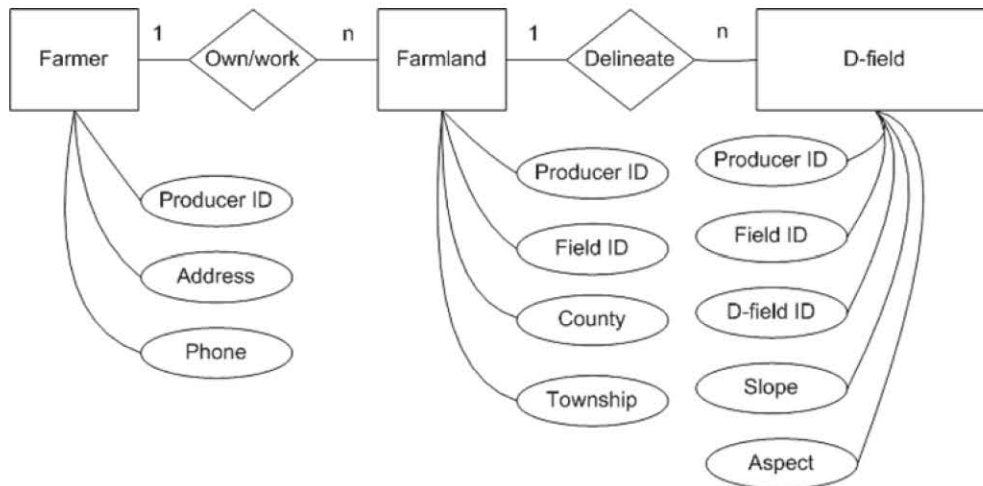 Farmer
1
Own/work
n
Farmland
1
Delineate
n
D-field
Producer ID
Address
Phone
Producer ID
Field ID
County
Township
Producer ID
Field ID
D-field ID
Slope
Aspect